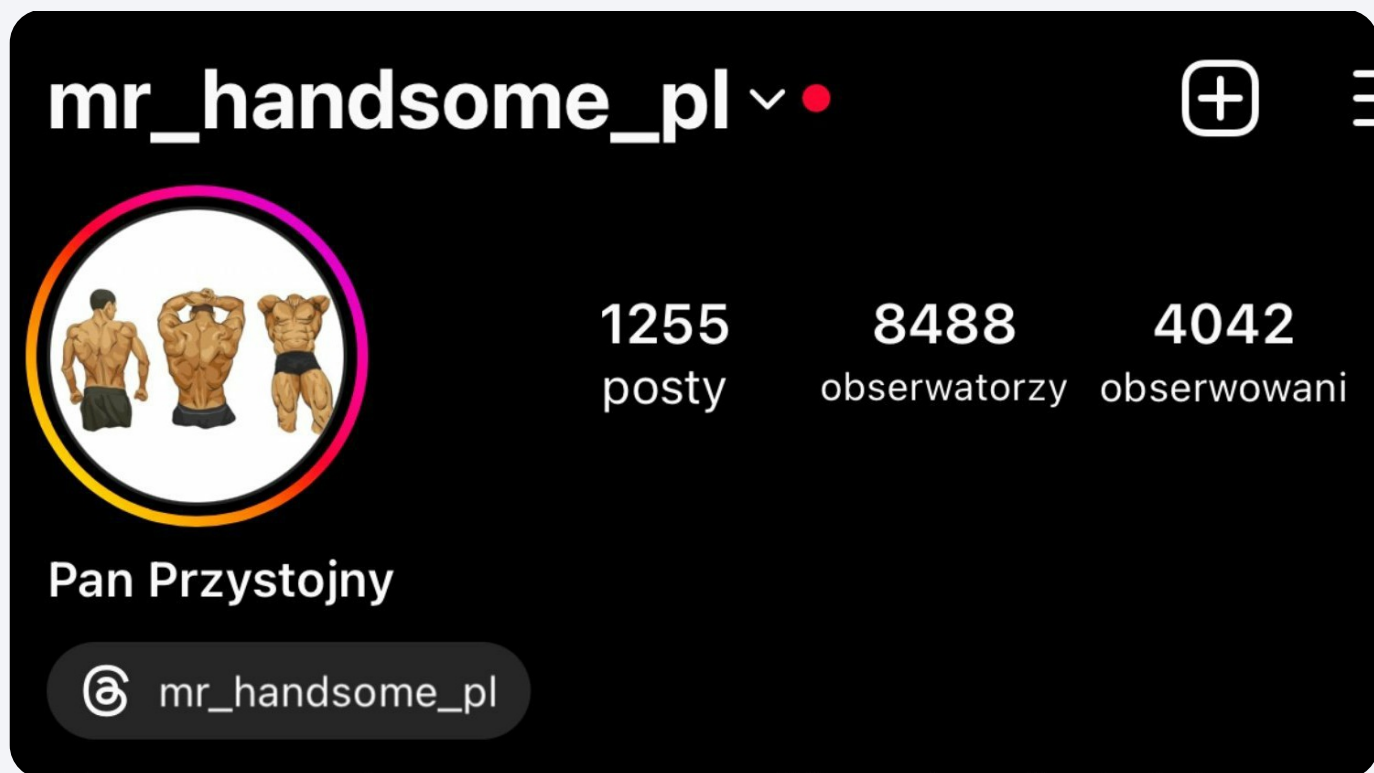 mr_handsome_pl
1255 8488 4042
posty obserwatorzy obserwowani
Pan Przystojny
mr_handsome_pl